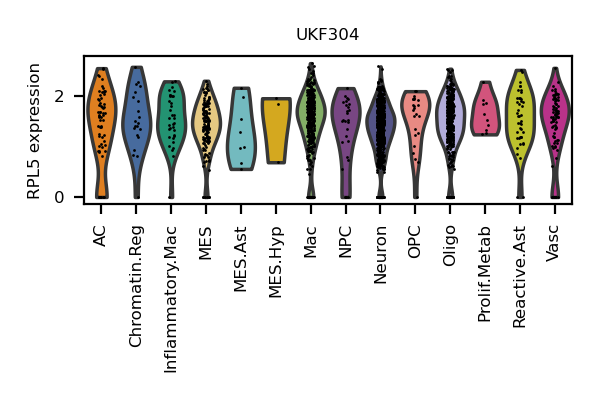 UKF304
RPL5 expression
2
0
AC
Chromatin.Reg
Inflammatory.Mac
MES
MES.Ast
MES.Hyp
Mac
NPC
Neuron
OPC
Oligo
Prolif.Metab
Reactive.Ast
Vasc